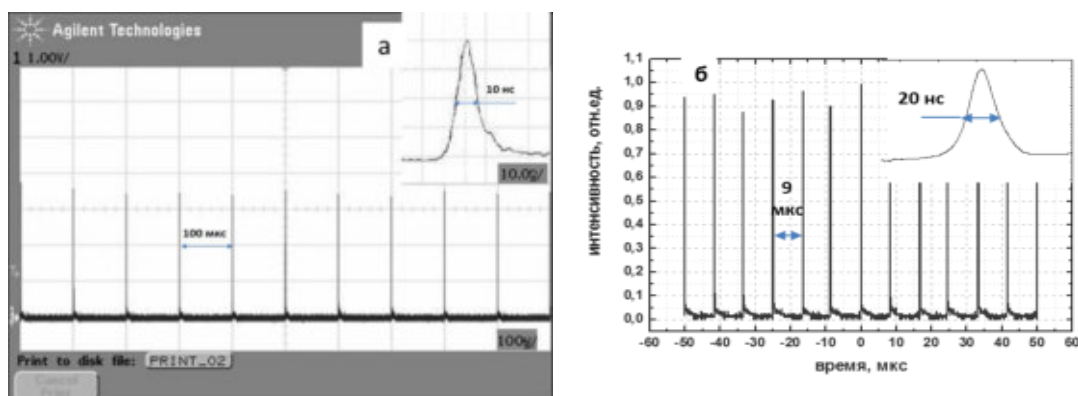 Agilent Technologies
1 1.00V/
а
10 нс
10.0g/
100 мкс
100g/
Print to disk file: PRINT_02
Cancel
Print
б
20 нс
9
мкс
интенсивность, отн.ед.
1,1
1,0
0,9
0,8
0,7
0,6
0,5
0,4
0,3
0,2
0,1
0,0
-60 -50 -40 -30 -20 -10 0 10 20 30 40 50 60
время, мкс